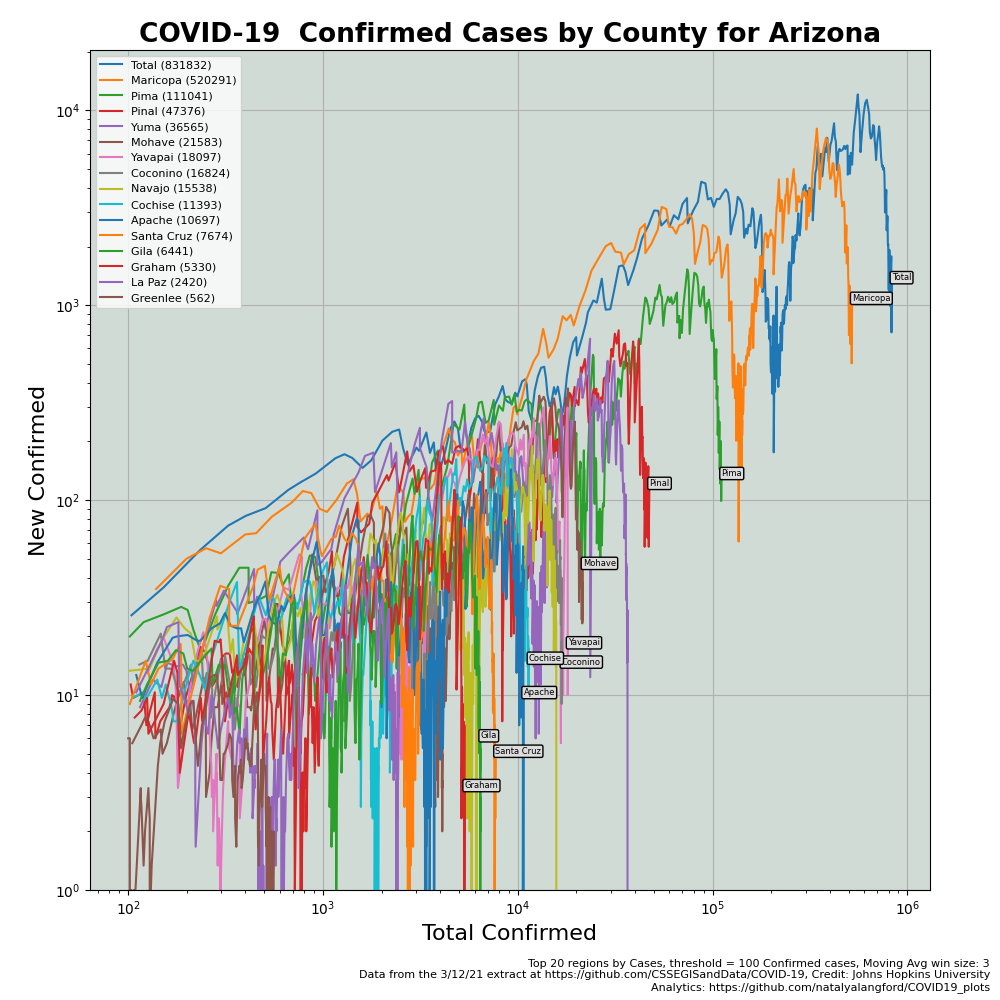 COVID-19  Confirmed Cases by County for Arizona
Total (831832)
Maricopa (520291)
Pima (111041)
Pinal (47376)
Yuma (36565)
Mohave (21583)
Yavapai (18097)
Coconino (16824)
Navajo (15538)
Cochise (11393)
Apache (10697)
Santa Cruz (7674)
Gila (6441)
Graham (5330)
La Paz (2420)
Greenlee (562)
New Confirmed
10^4
10^3
10^2
10^1
10^0
Total
Maricopa
Pima
Pinal
Mohave
Yavapai
Cochise
Coconino
Apache
Gila
Santa Cruz
Graham
10^2 10^3 10^4 10^5 10^6
Total Confirmed
Top 20 regions by Cases, threshold = 100 Confirmed cases, Moving Avg win size: 3
Data from the 3/12/21 extract at https://github.com/CSSEGISandData/COVID-19, Credit: Johns Hopkins University
Analytics: https://github.com/natalyalangford/COVID19_plots